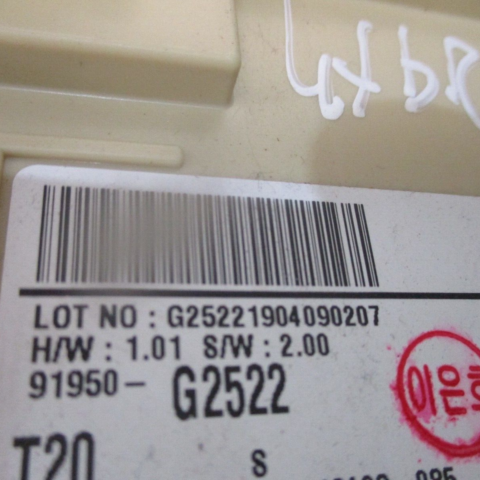 LOT NO : G25221904090207
H/W : 1.01 S/W : 2.00
91950- G2522
이은
T20
S